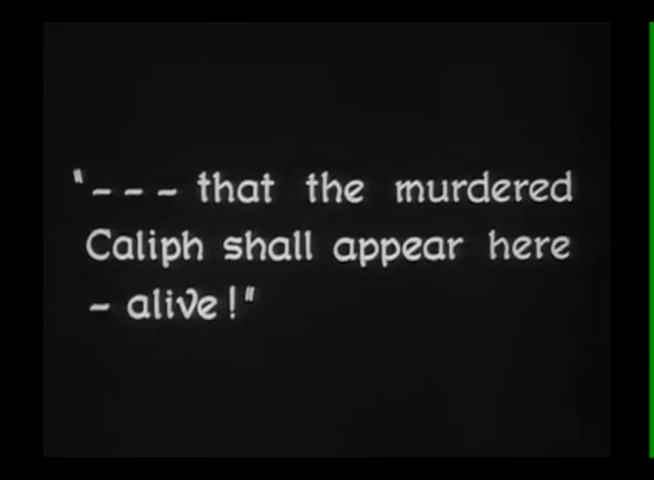 "--- that the murdered
Caliph shall appear here
- alive!"